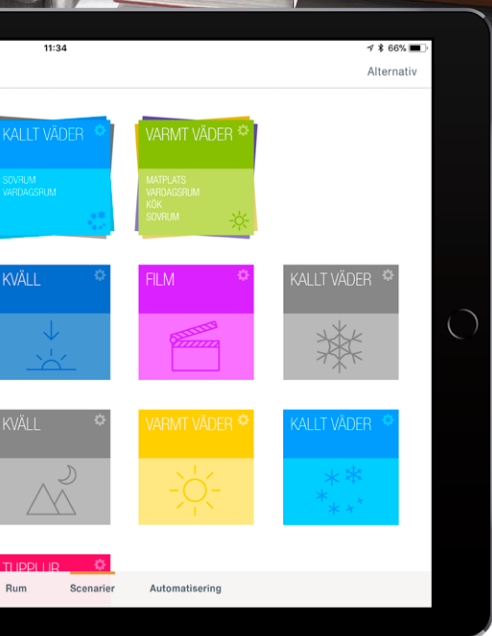 11:34
66%
Alternativ
KALLT VÄDER
SOVRUM
VARDAGSRUM
VARMT VÄDER
MATPLATS
VARDAGSRUM
KÖK
SOVRUM
KVÄLL
FILM
KALLT VÄDER
KVÄLL
VARMT VÄDER
KALLT VÄDER
TUPPLUR
Rum
Scenarier
Automatisering